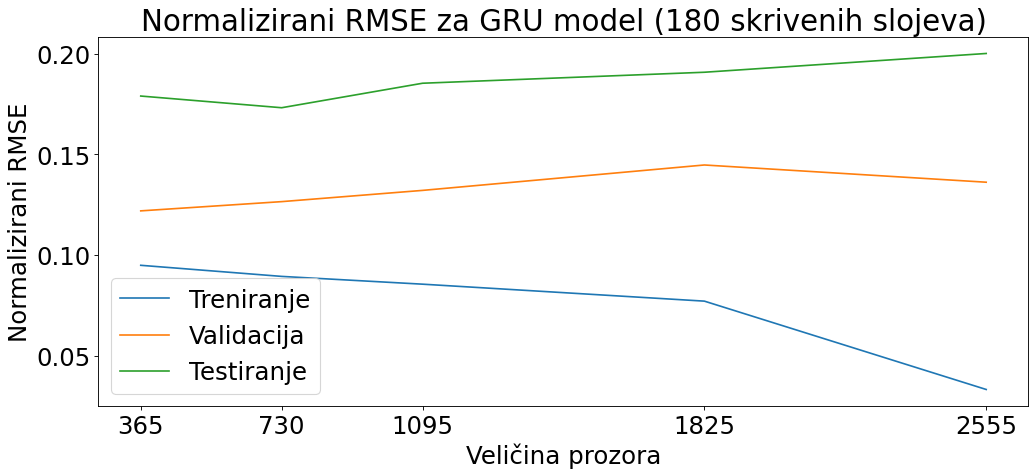 Normalizirani RMSE za GRU model (180 skrivenih slojeva)
Normalizirani RMSE
0.20
0.15
0.10
0.05
Treniranje
Validacija
Testiranje
365 730 1095 1825 2555
Veličina prozora